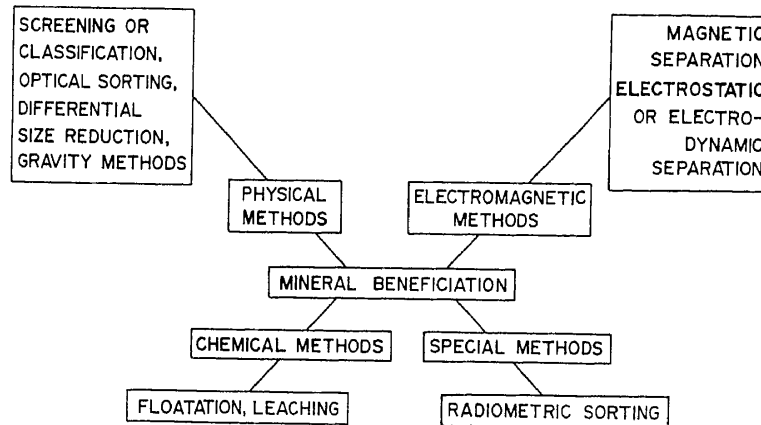 SCREENING OR
CLASSIFICATION,
OPTICAL SORTING,
DIFFERENTIAL
SIZE REDUCTION,
GRAVITY METHODS
MAGNETIC
SEPARATION
ELECTROSTATIC
OR ELECTRO-
DYNAMIC
SEPARATION
PHYSICAL
METHODS
ELECTROMAGNETIC
METHODS
MINERAL BENEFICIATION
CHEMICAL METHODS
SPECIAL METHODS
FLOATATION, LEACHING
RADIOMETRIC SORTING